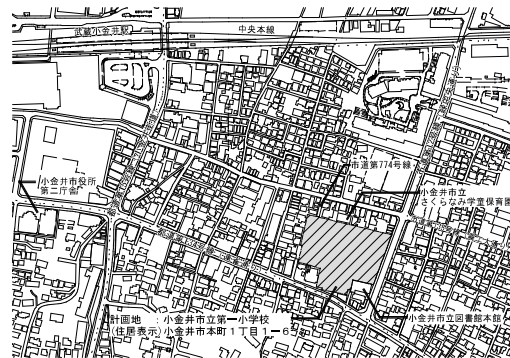 武蔵小金井駅
中央本線
市道第774号線
小金井市役所
第二庁舎
小金井市立
さくらなみ学童保育園
計画地 : 小金井市立第一小学校
(住居表示) 小金井市本町1丁目1-6
小金井市立図書館本館